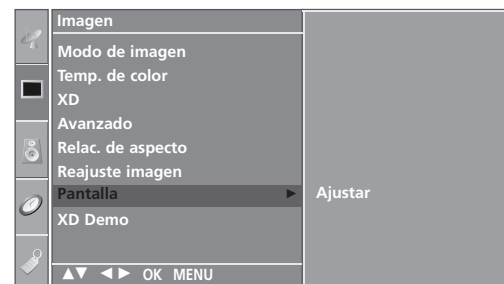 Imagen
Modo de imagen
Temp. de color
XD
Avanzado
Relac. de aspecto
Reajuste imagen
Pantalla ► Ajustar
XD Demo
▲▼ ◄► OK MENU